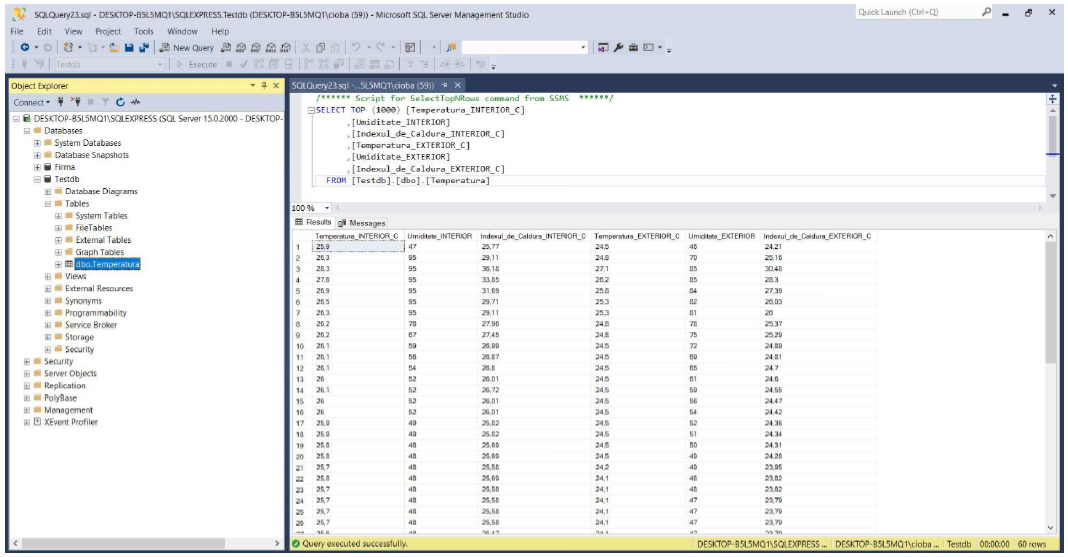 SQLQuery23.sql - DESKTOP-B5L5MQ1\SQLEXPRESS.Testdb (DESKTOP-B5L5MQ1\cioba (59)) - Microsoft SQL Server Management Studio
Quick Launch (Ctrl+Q)
File Edit View Project Tools Window Help
New Query
Testdb
Execute
Object Explorer
SQLQuery23.sql -...5L5MQ1\cioba (59))
Connect
DESKTOP-B5L5MQ1\SQLEXPRESS (SQL Server 15.0.2000 - DESKTOP-
Databases
System Databases
Database Snapshots
Firma
Testdb
Database Diagrams
Tables
System Tables
FileTables
External Tables
Graph Tables
dbo.Temperatura
Views
External Resources
Synonyms
Programmability
Service Broker
Storage
Security
Security
Server Objects
Replication
PolyBase
Management
XEvent Profiler
/****** Script for SelectTopNRows command from SSMS ******/
SELECT TOP (1000) [Temperatura_INTERIOR_C]
,[Umiditate_INTERIOR]
,[Indexul_de_Caldura_INTERIOR_C]
,[Temperatura_EXTERIOR_C]
,[Umiditate_EXTERIOR]
,[Indexul_de_Caldura_EXTERIOR_C]
FROM [Testdb].[dbo].[Temperatura]
100 %
Results Messages
Temperatura_INTERIOR_C Umiditate_INTERIOR Indexul_de_Caldura_INTERIOR_C Temperatura_EXTERIOR_C Umiditate_EXTERIOR Indexul_de_Caldura_EXTERIOR_C
1 25,9 47 25,77 24,5 46 24,21
2 26,3 95 29,11 24,8 70 25,16
3 28,3 95 36,18 27,1 85 30,48
4 27,6 95 33,85 26,2 85 28,3
5 26,9 95 31,69 25,8 84 27,39
6 26,5 95 29,71 25,3 82 26,03
7 26,3 95 29,11 25,3 81 26
8 26,2 78 27,96 24,8 78 25,37
9 26,2 67 27,45 24,8 75 25,29
10 26,1 59 26,99 24,5 72 24,89
11 26,1 56 26,87 24,5 69 24,81
12 26,1 54 26,8 24,5 65 24,7
13 26 52 26,01 24,5 61 24,6
14 26,1 52 26,72 24,5 59 24,55
15 26 52 26,01 24,5 56 24,47
16 26 52 26,01 24,5 54 24,42
17 25,9 49 25,82 24,5 52 24,36
18 25,9 49 25,82 24,5 51 24,34
19 25,8 48 25,69 24,5 50 24,31
20 25,8 48 25,69 24,5 49 24,28
21 25,7 48 25,58 24,2 49 23,95
22 25,8 48 25,69 24,1 48 23,82
23 25,7 48 25,58 24,1 48 23,82
24 25,7 48 25,58 24,1 47 23,79
25 25,7 48 25,58 24,1 47 23,79
26 25,7 48 25,58 24,1 47 23,79
Query executed successfully.
DESKTOP-B5L5MQ1\SQLEXPRESS ... DESKTOP-B5L5MQ1\cioba ... Testdb 00:00:00 60 rows